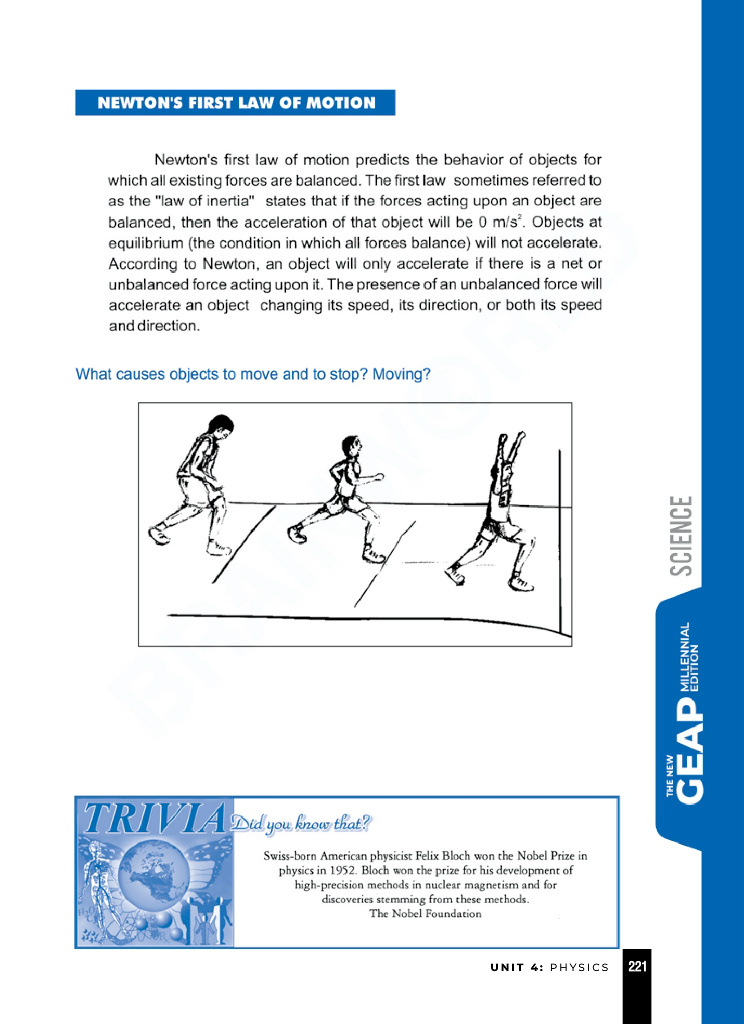 NEWTON'S FIRST LAW OF MOTION
Newton's first law of motion predicts the behavior of objects for
which all existing forces are balanced. The first law sometimes referred to
as the "law of inertia" states that if the forces acting upon an object are
balanced, then the acceleration of that object will be 0 m/s². Objects at
equilibrium (the condition in which all forces balance) will not accelerate.
According to Newton, an object will only accelerate if there is a net or
unbalanced force acting upon it. The presence of an unbalanced force will
accelerate an object changing its speed, its direction, or both its speed
and direction.
What causes objects to move and to stop? Moving?
SCIENCE
THE NEW
GEAP
MILLENNIAL
EDITION
TRIVIA
Did you know that?
Swiss-born American physicist Felix Bloch won the Nobel Prize in
physics in 1952. Bloch won the prize for his development of
high-precision methods in nuclear magnetism and for
discoveries stemming from these methods.
The Nobel Foundation
UNIT 4: PHYSICS
221